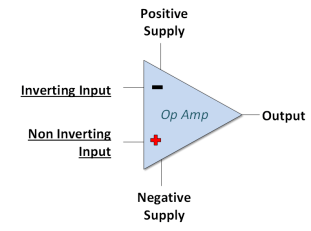 Positive
Supply
Inverting Input
-
Op Amp
Output
Non Inverting
Input
+
Negative
Supply